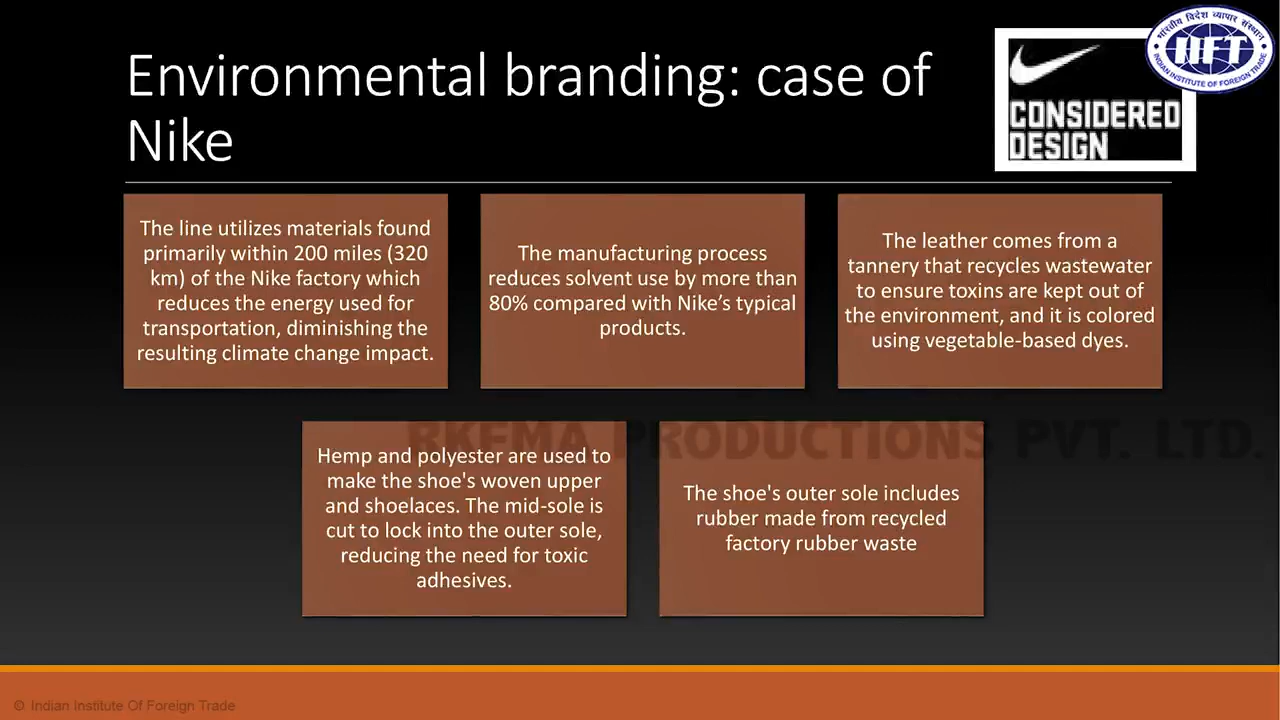 Environmental branding: case of
Nike
CONSIDERED
DESIGN
भारतीय विदेश व्यापार संस्थान
IIFT
INDIAN INSTITUTE OF FOREIGN TRADE
The line utilizes materials found
primarily within 200 miles (320
km) of the Nike factory which
reduces the energy used for
transportation, diminishing the
resulting climate change impact.
The manufacturing process
reduces solvent use by more than
80% compared with Nike’s typical
products.
The leather comes from a
tannery that recycles wastewater
to ensure toxins are kept out of
the environment, and it is colored
using vegetable-based dyes.
Hemp and polyester are used to
make the shoe's woven upper
and shoelaces. The mid-sole is
cut to lock into the outer sole,
reducing the need for toxic
adhesives.
The shoe's outer sole includes
rubber made from recycled
factory rubber waste
PRODUCTIONS PVT. LTD.
© Indian Institute Of Foreign Trade